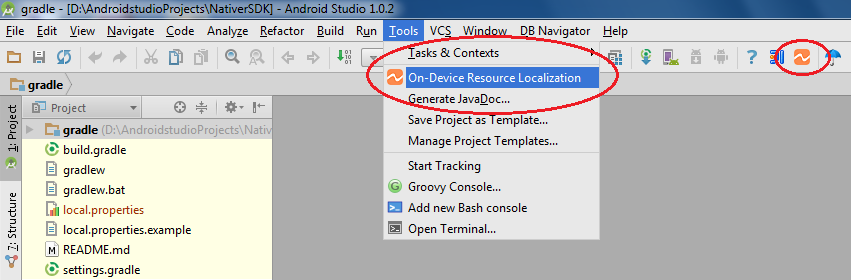 gradle - [D:\AndroidstudioProjects\NativerSDK] - Android Studio 1.0.2
File Edit View Navigate Code Analyze Refactor Build Run Tools VCS Window DB Navigator Help
gradle
Project
gradle (D:\AndroidstudioProjects\Nativ
build.gradle
gradlew
gradlew.bat
local.properties
local.properties.example
README.md
settings.gradle
1: Project
7: Structure
Tasks & Contexts
On-Device Resource Localization
Generate JavaDoc...
Save Project as Template...
Manage Project Templates...
Start Tracking
Groovy Console...
Add new Bash console
Open Terminal...